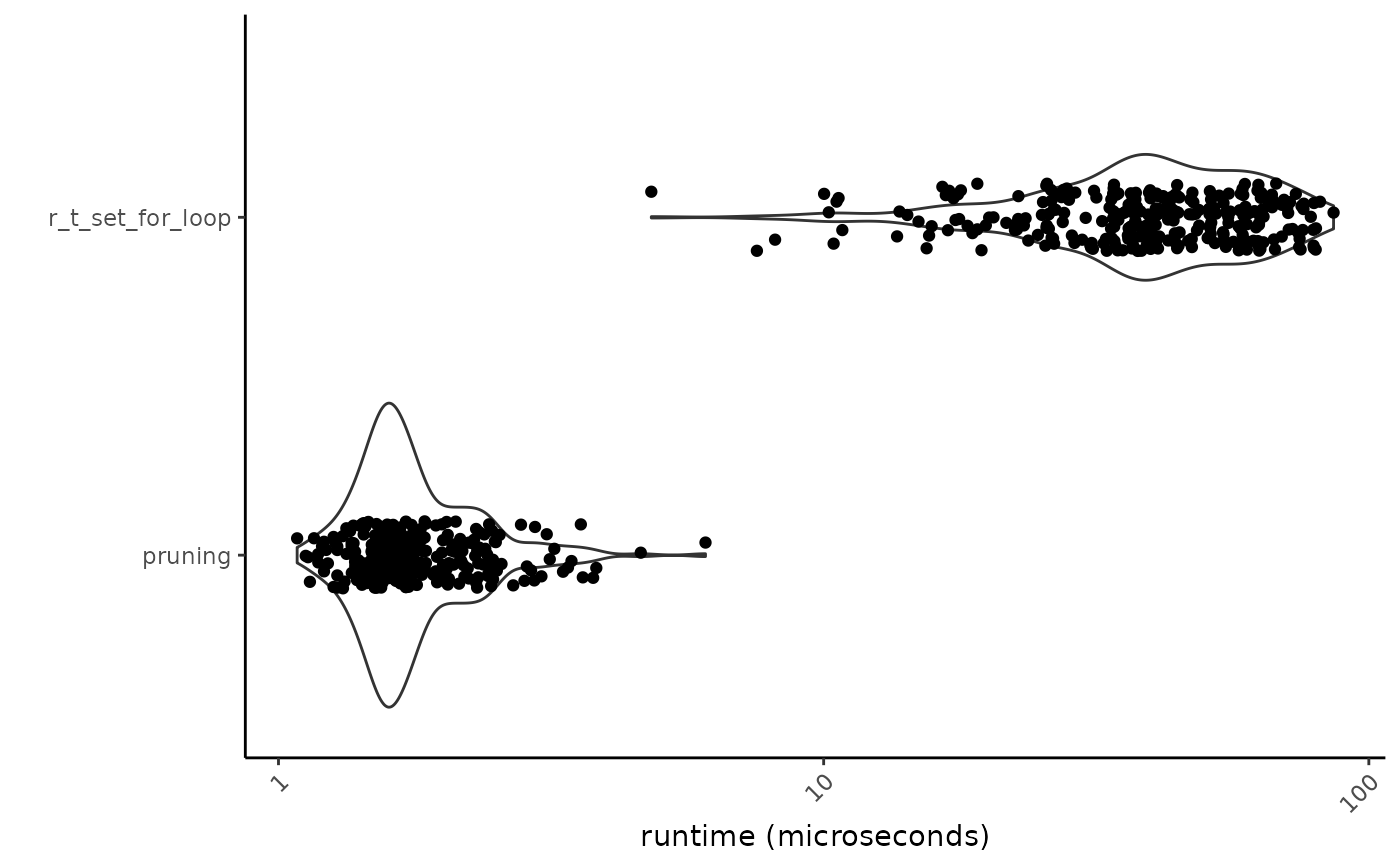 r_t_set_for_loop
pruning
1
10
100
runtime (microseconds)